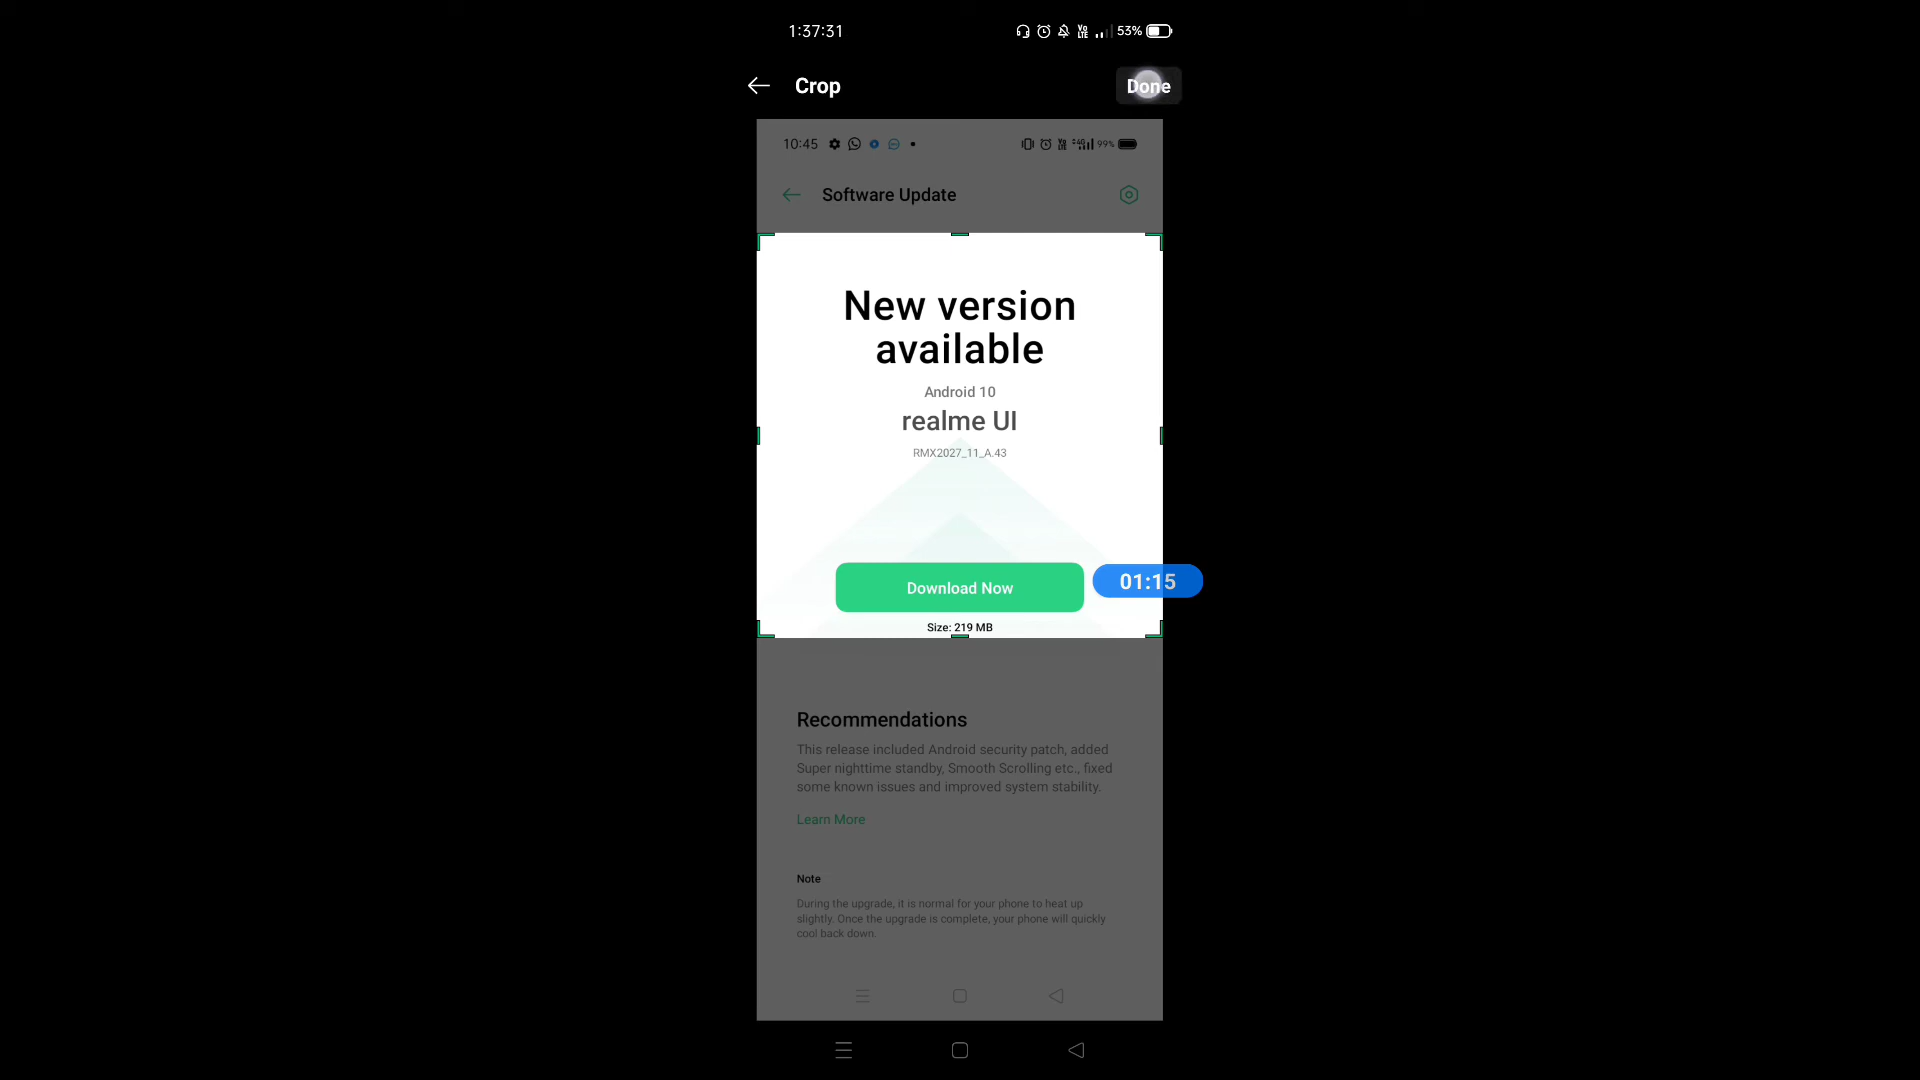 1:37:31
53%
Crop
Done
10:45
99%
Software Update
New version
available
Android 10
realme UI
RMX2027_11_A.43
Download Now
01:15
Size: 219 MB
Recommendations
This release included Android security patch, added
Super nighttime standby, Smooth Scrolling etc., fixed
some known issues and improved system stability.
Learn More
Note
During the upgrade, it is normal for your phone to heat up
slightly. Once the upgrade is complete, your phone will quickly
cool back down.